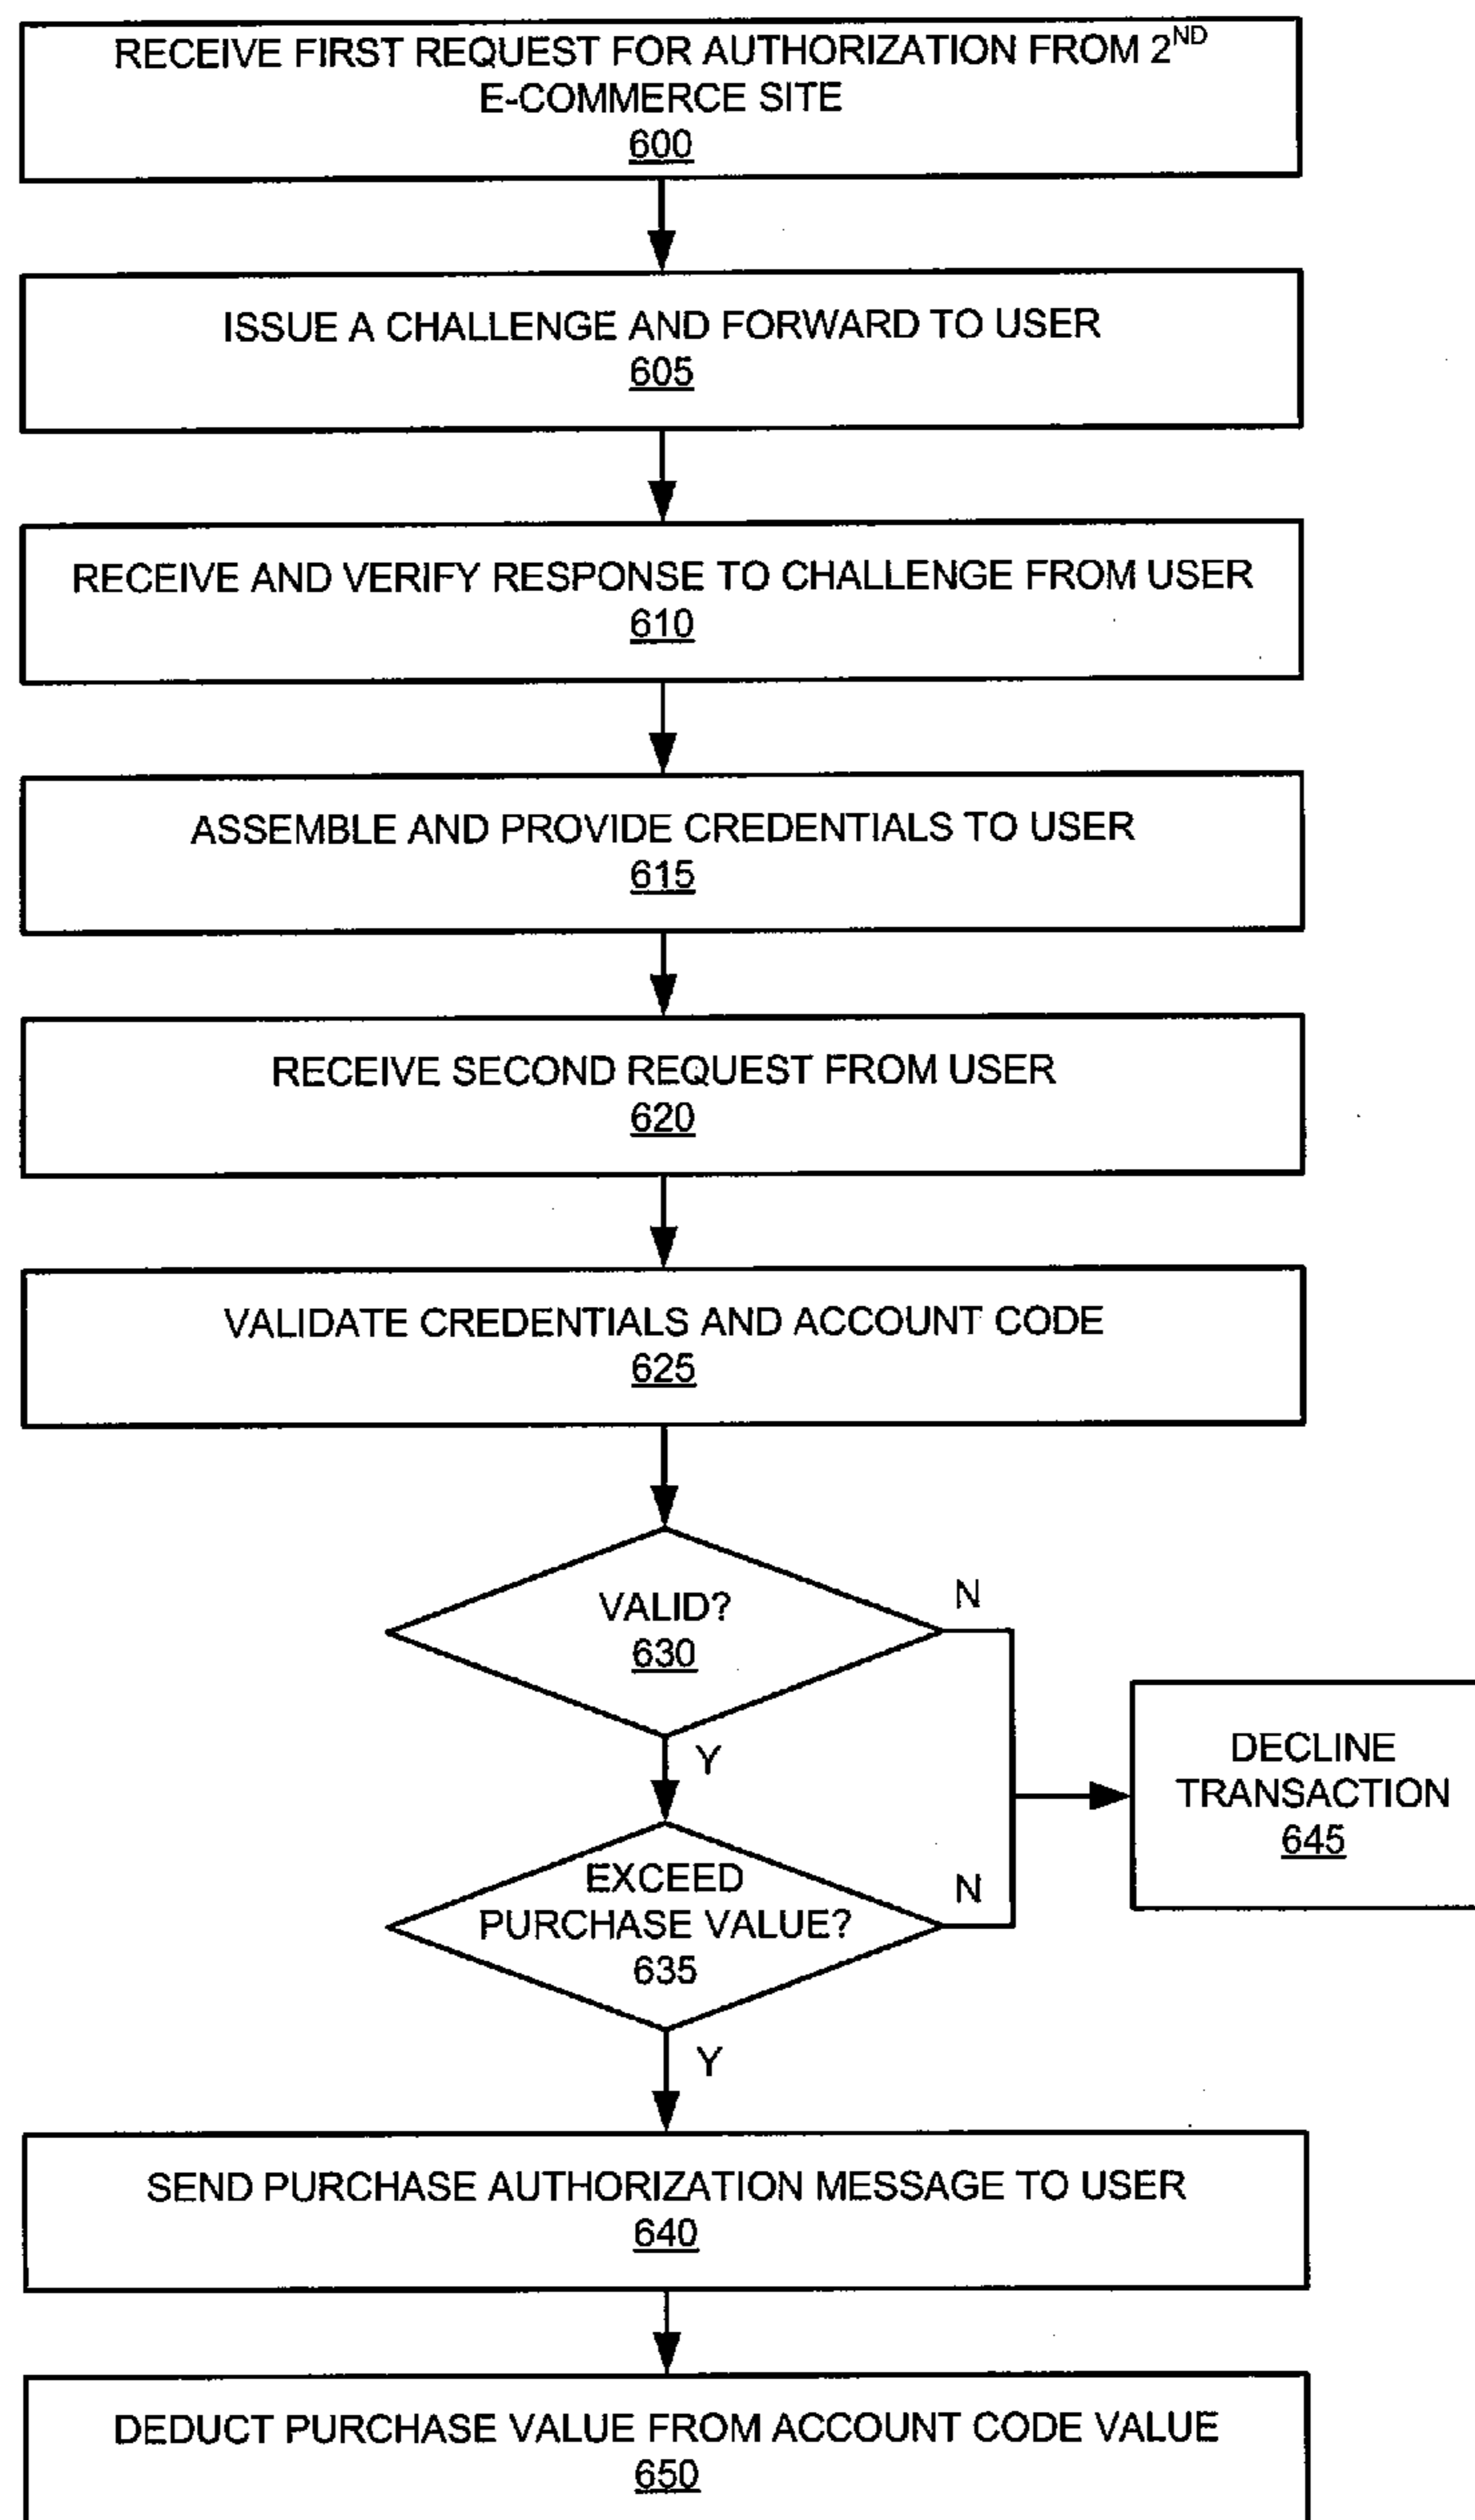 RECEIVE FIRST REQUEST FOR AUTHORIZATION FROM 2ND
E-COMMERCE SITE
600
ISSUE A CHALLENGE AND FORWARD TO USER
605
RECEIVE AND VERIFY RESPONSE TO CHALLENGE FROM USER
610
ASSEMBLE AND PROVIDE CREDENTIALS TO USER
615
RECEIVE SECOND REQUEST FROM USER
620
VALIDATE CREDENTIALS AND ACCOUNT CODE
625
VALID?
630
N
Y
DECLINE
TRANSACTION
645
EXCEED
PURCHASE VALUE?
635
N
Y
SEND PURCHASE AUTHORIZATION MESSAGE TO USER
640
DEDUCT PURCHASE VALUE FROM ACCOUNT CODE VALUE
650